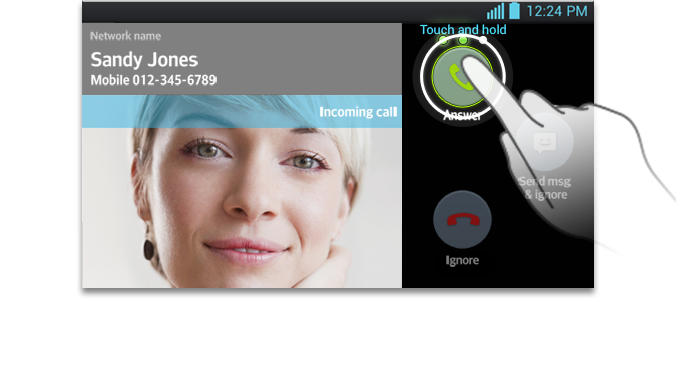 12:24 PM
Network name
Sandy Jones
Mobile 012-345-6789
Incoming call
Touch and hold
Answer
Send msg
& ignore
Ignore